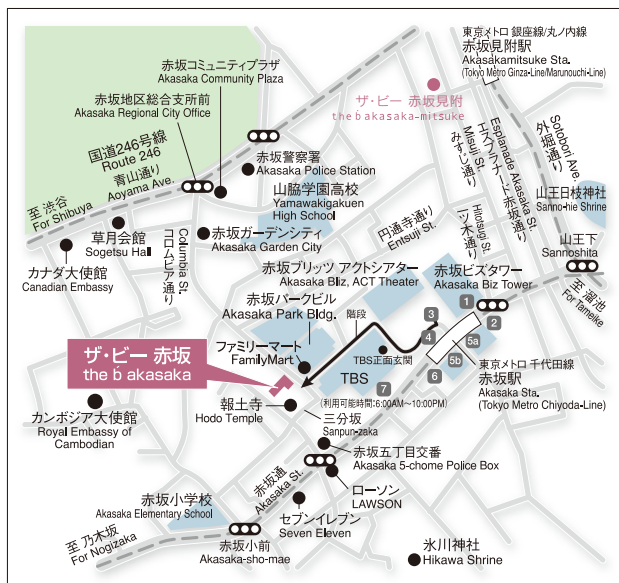 東京メトロ 銀座線/丸ノ内線
赤坂見附駅
Akasakamitsuke Sta.
(Tokyo Metro Ginza-Line/Marunouchi-Line)
赤坂コミュニティプラザ
Akasaka Community Plaza
赤坂地区総合支所前
Akasaka Regional City Office
ザ・ビー 赤坂見附
the b akasaka-mitsuke
国道246号線
Route 246
青山通り
Aoyama Ave.
至 渋谷
For Shibuya
赤坂警察署
Akasaka Police Station
山脇学園高校
Yamawakigakuen
High School
みすじ通り
Misuji St.
エスプラナード赤坂通り
Esplanade Akasaka St.
外堀通り
Sotobori Ave.
山王日枝神社
Sanno-hie Shrine
草月会館
Sogetsu Hall
カナダ大使館
Canadian Embassy
コロムビア通り
Columbia St.
赤坂ガーデンシティ
Akasaka Garden City
円通寺通り
Entsuji St.
一ツ木通り
Hitotsugi St.
山王下
Sannoshita
至 溜池
For Tameike
赤坂ブリッツ アクトシアター
Akasaka Bliz, ACT Theater
赤坂ビズタワー
Akasaka Biz Tower
赤坂パークビル
Akasaka Park Bldg.
階段
1
2
3
4
5a
5b
6
7
ファミリーマート
FamilyMart
TBS正面玄関
TBS
(利用可能時間:6:00AM〜10:00PM)
東京メトロ 千代田線
赤坂駅
Akasaka Sta.
(Tokyo Metro Chiyoda-Line)
ザ・ビー 赤坂
the b akasaka
報土寺
Hodo Temple
カンボジア大使館
Royal Embassy of
Cambodian
三分坂
Sanpun-zaka
赤坂五丁目交番
Akasaka 5-chome Police Box
赤坂通
Akasaka St.
ローソン
LAWSON
赤坂小学校
Akasaka Elementary School
セブンイレブン
Seven Eleven
至 乃木坂
For Nogizaka
赤坂小前
Akasaka-sho-mae
氷川神社
Hikawa Shrine